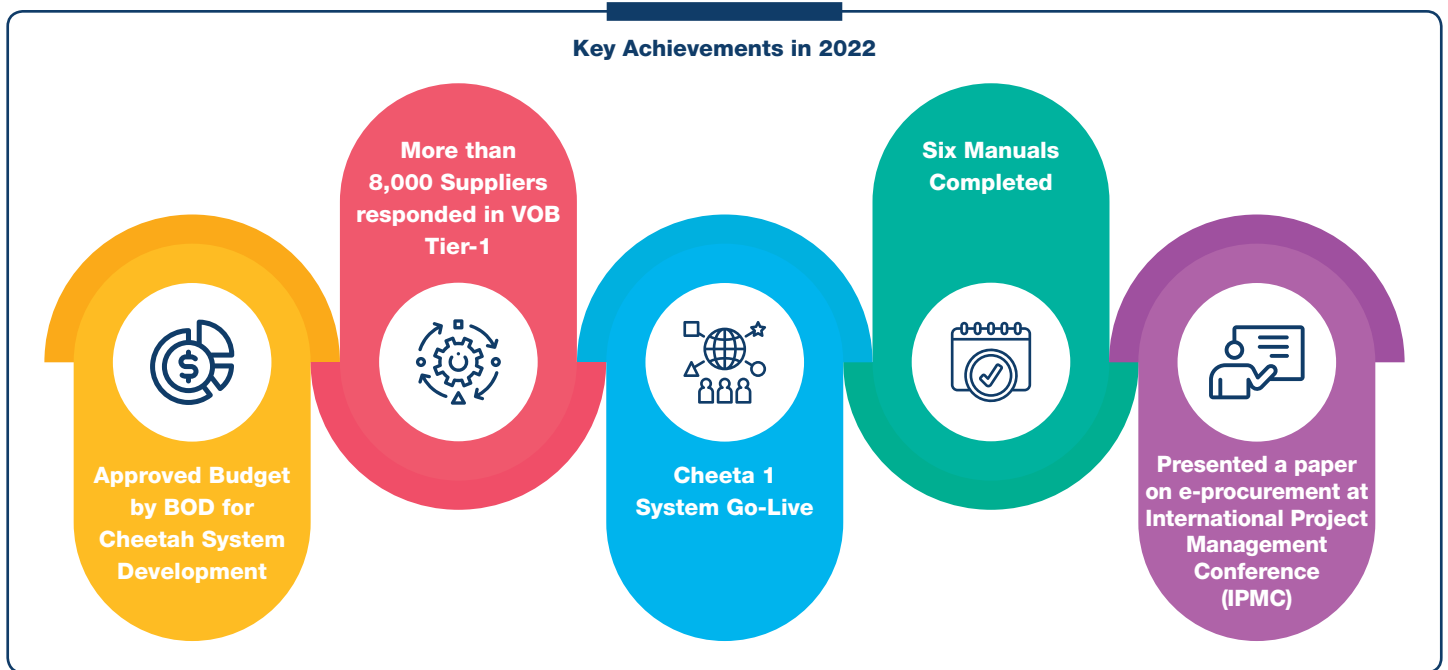 Key Achievements in 2022
Approved Budget
by BOD for
Cheetah System
Development
More than
8,000 Suppliers
responded in VOB
Tier-1
Cheeta 1
System Go-Live
Six Manuals
Completed
Presented a paper
on e-procurement at
International Project
Management
Conference
(IPMC)